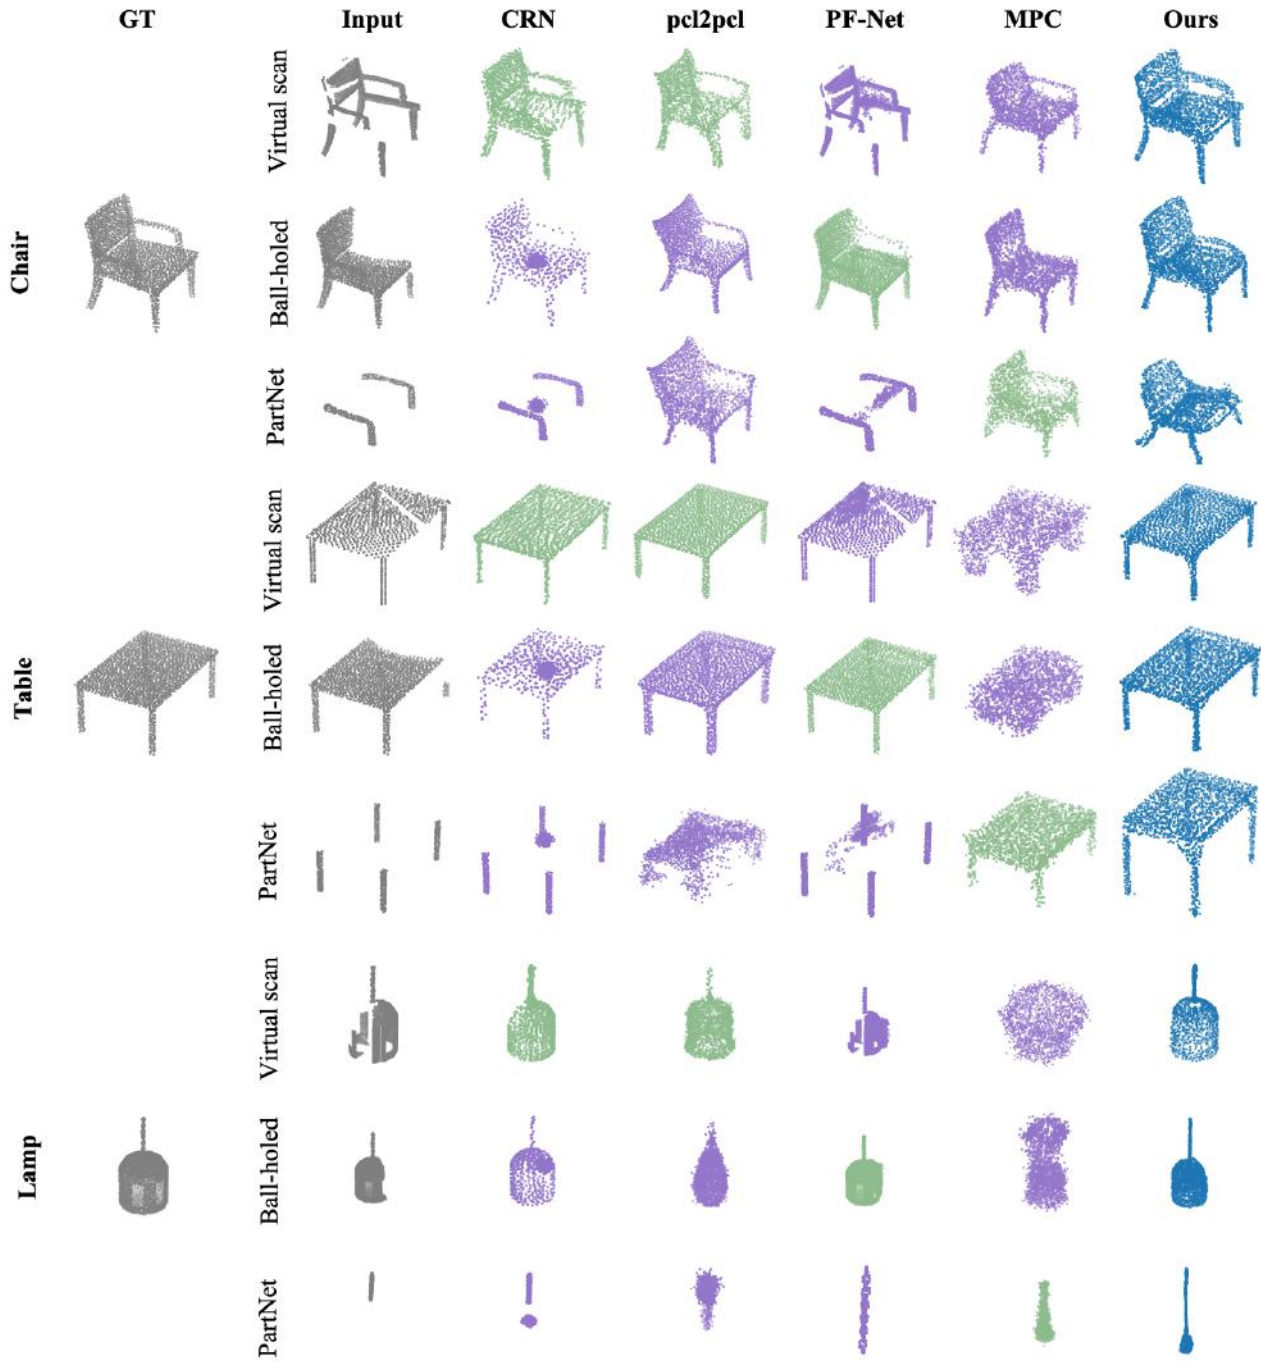 GT Input CRN pcl2pcl PF-Net MPC Ours
Chair
Virtual scan
Ball-holed
PartNet
Table
Virtual scan
Ball-holed
PartNet
Lamp
Virtual scan
Ball-holed
PartNet